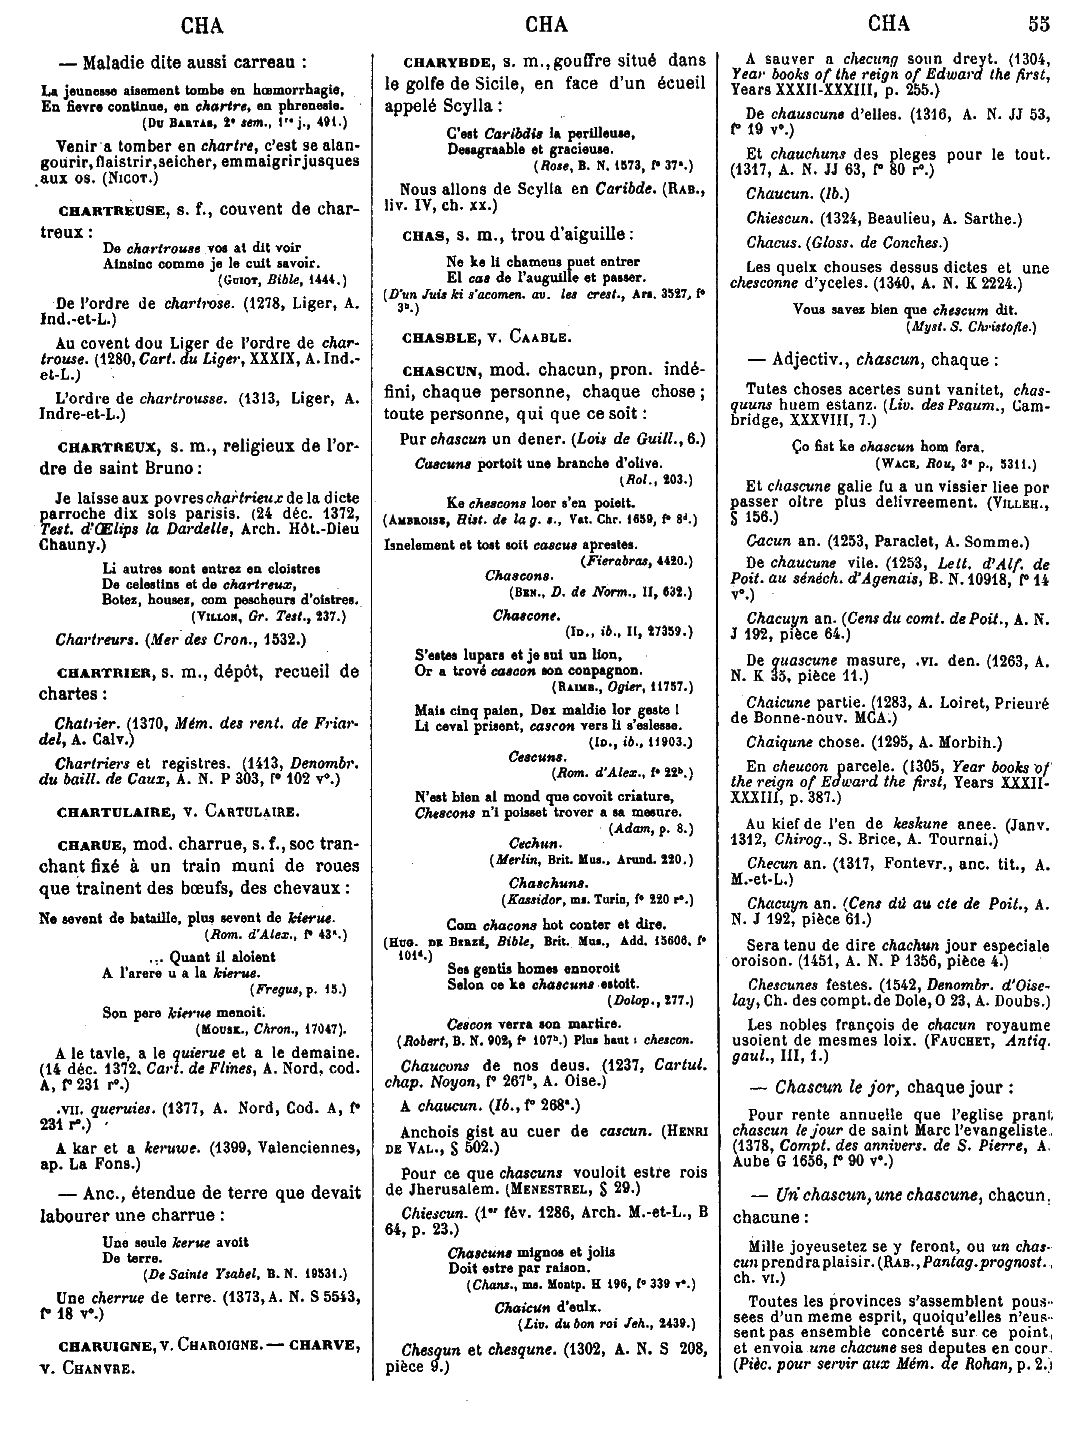 CHA
CHA
CHA 55
— Maladie dite aussi carreau :
La jeunesse aisement tombe en hœmorrhagie,
En fievre continue, en chartre, en phrenesie.
(Du Bartas, 2e sem., 1re j., 491.)
Venir a tomber en chartre, c'est se alan-
gourir, flaistrir, seicher, emmaigrir jusques
aux os. (Nicot.)
CHARTREUSE, s. f., couvent de char-
treux :
De chartrouse vos at dit voir
Ainsinc comme je le cuit savoir.
(Guiot, Bible, 1444.)
De l'ordre de chartrose. (1278, Liger, A.
Ind.-et-L.)
Au covent dou Liger de l'ordre de char-
trouse. (1280, Cart. du Liger, XXXIX, A. Ind.-
et-L.)
L'ordre de chartrousse. (1313, Liger, A.
Indre-et-L.)
CHARTREUX, s. m., religieux de l'or-
dre de saint Bruno :
Je laisse aux povres chartrieux de la dicte
parroche dix sols parisis. (24 déc. 1372,
Test. d'Œlips la Dardelle, Arch. Hôt.-Dieu
Chauny.)
Li autres sont entrez en cloistres
De celestins et de chartreux,
Botez, housez, com pescheurs d'oistres.
(Villon, Gr. Test., 237.)
Chartreurs. (Mer des Cron., 1532.)
CHARTRIER, s. m., dépôt, recueil de
chartes :
Chatrier. (1370, Mém. des rent. de Friar-
del, A. Calv.)
Chartriers et registres. (1413, Denombr.
du baill. de Caux, A. N. P 303, fo 102 vo.)
CHARTULAIRE, v. Cartulaire.
CHARUE, mod. charrue, s. f., soc tran-
chant fixé à un train muni de roues
que trainent des bœufs, des chevaux :
Ne sevent de bataille, plus sevent de kierue.
(Rom. d'Alex., fo 43a.)
... Quant il aloient
A l'arere u a la kierue.
(Fregus, p. 15.)
Son pere kierue menoit.
(Mousk., Chron., 17047).
A le tavle, a le quierue et a le demaine.
(14 déc. 1372, Cart. de Flines, A. Nord, cod.
A, fo 231 ro.)
.vii. queruies. (1377, A. Nord, Cod. A, fo
231 ro.)
A kar et a keruwe. (1399, Valenciennes,
ap. La Fons.)
— Anc., étendue de terre que devait
labourer une charrue :
Une seule kerue avoit
De terre.
(De Sainte Ysabel, B. N. 19531.)
Une cherrue de terre. (1373, A. N. S 5543,
fo 18 vo.)
CHARUIGNE, v. Charoigne. — CHARVE,
v. Chanvre.
CHARYBDE, s. m., gouffre situé dans
le golfe de Sicile, en face d'un écueil
appelé Scylla :
C'est Caribdis la perilleuse,
Desagraable et gracieuse.
(Rose, B. N. 1573, fo 37a.)
Nous allons de Scylla en Caribde. (Rab.,
liv. IV, ch. xx.)
CHAS, s. m., trou d'aiguille :
Ne ke li chameus puet entrer
El cas de l'auguille et passer.
(D'un Juis ki s'acomen. av. les crest., Ars. 3527, fo
3b.)
CHASBLE, v. Caable.
CHASCUN, mod. chacun, pron. indé-
fini, chaque personne, chaque chose ;
toute personne, qui que ce soit :
Pur chascun un dener. (Lois de Guill., 6.)
Cascuns portoit une branche d'olive.
(Rol., 203.)
Ke chescons loer s'en poieit.
(Ambroise, Hist. de la g. s., Vat. Chr. 1659, fo 8d.)
Isnelement et tost soit cascus aprestes.
(Fierabras, 4420.)
Chascons.
(Ben., D. de Norm., II, 632.)
Chascone.
(Id., ib., II, 27359.)
S'estes lupars et je sui un lion,
Or a trové cascon son conpagnon.
(Raimb., Ogier, 11757.)
Mais cinq paien, Dex maldie lor geste !
Li ceval prisent, cascon vers li s'eslesse.
(Id., ib., 11903.)
Cescuns.
(Rom. d'Alex., fo 22b.)
N'est bien al mond que covoit criature,
Chescons n'i poisset trover a sa mesure.
(Adam, p. 8.)
Cechun.
(Merlin, Brit. Mus., Arund. 220.)
Chaschuns.
(Kassidor, ms. Turin, fo 220 ro.)
Com chacons hot conter et dire.
(Hug. de Berzé, Bible, Brit. Mus., Add. 15606, fo
101d.)
Ses gentis homes ennoroit
Selon ce ke chascuns estoit.
(Dolop., 277.)
Cescon verra son martire.
(Robert, B. N. 902, fo 107b.) Plus haut : chescon.
Chaucons de nos deus. (1237, Cartul.
chap. Noyon, fo 267b, A. Oise.)
A chaucun. (Ib., fo 268a.)
Anchois gist au cuer de cascun. (Henri
de Val., § 502.)
Pour ce que chascuns vouloit estre rois
de Jherusalem. (Menestrel, § 29.)
Chiescun. (1er fév. 1286, Arch. M.-et-L., B
64, p. 23.)
Chascuns mignos et jolis
Doit estre par raison.
(Chans., ms. Montp. H 196, fo 339 vo.)
Chaicun d'eulx.
(Liv. du bon roi Jeh., 2439.)
Chesqun et chesqune. (1302, A. N. S 208,
pièce 9.)
A sauver a checung soun dreyt. (1304,
Year books of the reign of Edward the first,
Years XXXII-XXXIII, p. 255.)
De chauscuns d'elles. (1316, A. N. JJ 53,
fo 19 vo.)
Et chauchuns des pleges pour le tout.
(1317, A. N. JJ 63, fo 80 ro.)
Chaucun. (Ib.)
Chiescun. (1324, Beaulieu, A. Sarthe.)
Chacus. (Gloss. de Conches.)
Les quelx chouses dessus dictes et une
chesconne d'yceles. (1340, A. N. K 2224.)
Vous savez bien que chescum dit.
(Myst. S. Christofle.)
— Adjectiv., chascun, chaque :
Tutes choses acertes sunt vanitet, chas-
quuns huem estanz. (Liv. des Psaum., Cam-
bridge, XXXVIII, 7.)
Ço fist ke chascun hom fera.
(Wace, Rou, 3e p., 5311.)
Et chascune galie fu a un vissier liee por
passer oltre plus delivreement. (Villeh.,
§ 156.)
Cacun an. (1253, Paraclet, A. Somme.)
De chaucune vile. (1253, Lett. d'Alf. de
Poit. au sénéch. d'Agenais, B. N. 10918, fo 14
vo.)
Chacuyn an. (Cens du comt. de Poit., A. N.
J 192, pièce 64.)
De quascune masure, .vi. den. (1263, A.
N. K 35, pièce 11.)
Chaicune partie. (1283, A. Loiret, Prieuré
de Bonne-nouv. MCA.)
Chaiqune chose. (1295, A. Morbih.)
En cheucon parcele. (1305, Year books of
the reign of Edward the first, Years XXXII-
XXXIII, p. 387.)
Au kief de l'en de keskune anee. (Janv.
1312, Chirog., S. Brice, A. Tournai.)
Checun an. (1317, Fontevr., anc. tit., A.
M.-et-L.)
Chacuyn an. (Cens dû au cte de Poit., A.
N. J 192, pièce 61.)
Sera tenu de dire chachun jour especiale
oroison. (1451, A. N. P 1356, pièce 4.)
Chescunes festes. (1542, Denombr. d'Oise-
lay, Ch. des compt. de Dole, O 23, A. Doubs.)
Les nobles françois de chacun royaume
usoient de mesmes loix. (Fauchet, Antiq.
gaul., III, 1.)
— Chascun le jor, chaque jour :
Pour rente annuelle que l'eglise prant
chascun le jour de saint Marc l'evangeliste.
(1378, Compt. des annivers. de S. Pierre, A.
Aube G 1656, fo 90 vo.)
— Un chascun, une chascune, chacun,
chacune :
Mille joyeusetez se y feront, ou un chas-
cun prendra plaisir. (Rab., Pantag. prognost.,
ch. vi.)
Toutes les provinces s'assemblent pous-
sees d'un meme esprit, quoiqu'elles n'eus-
sent pas ensemble concerté sur ce point,
et envoia une chacune ses deputes en cour.
(Pièc. pour servir aux Mém. de Rohan, p. 2.)